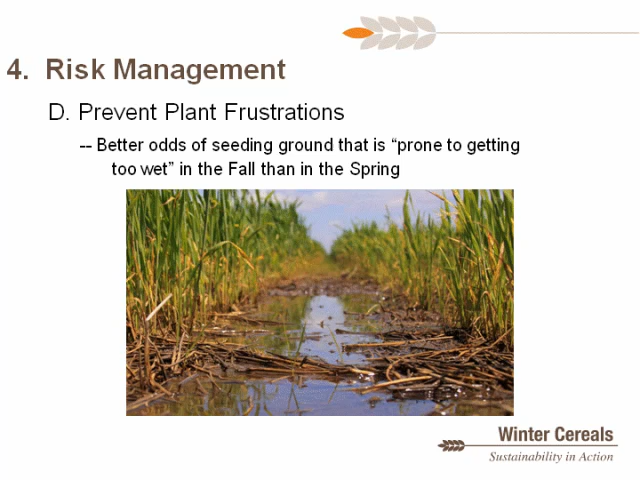 4. Risk Management
D. Prevent Plant Frustrations
-- Better odds of seeding ground that is “prone to getting
too wet” in the Fall than in the Spring
Winter Cereals
Sustainability in Action